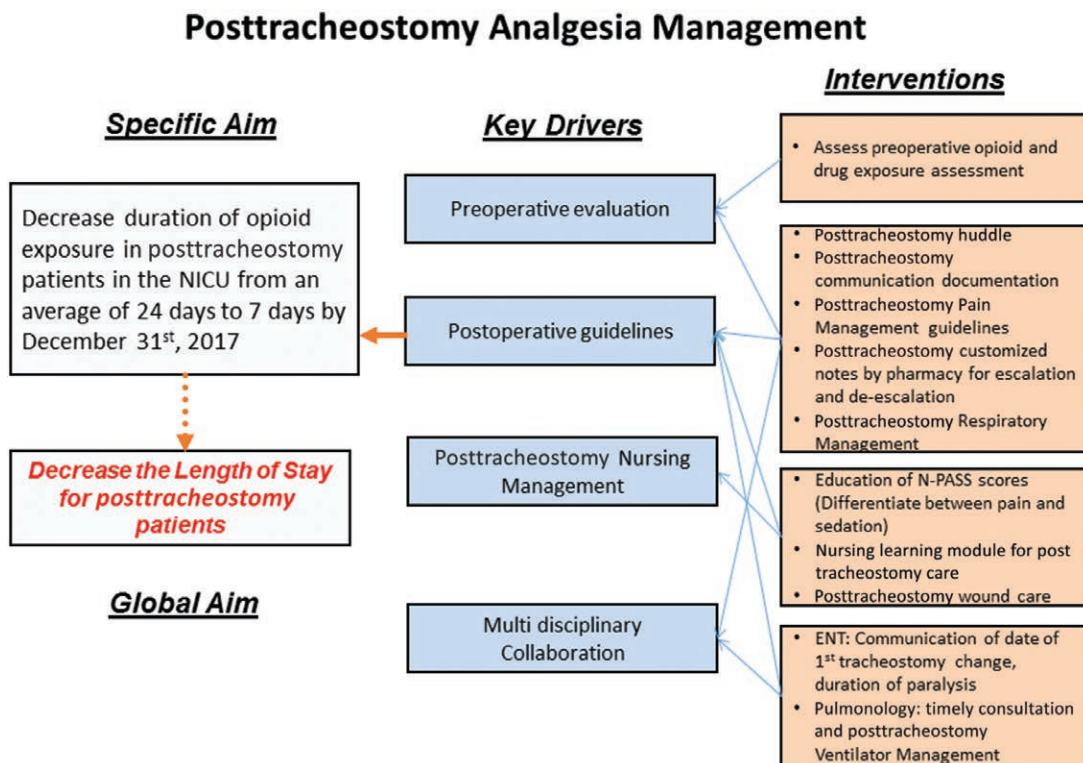 Posttracheostomy Analgesia Management
Specific Aim
Decrease duration of opioid
exposure in posttracheostomy
patients in the NICU from an
average of 24 days to 7 days by
December 31st, 2017
Decrease the Length of Stay
for posttracheostomy
patients
Global Aim
Key Drivers
Preoperative evaluation
Postoperative guidelines
Posttracheostomy Nursing
Management
Multi disciplinary
Collaboration
Interventions
• Assess preoperative opioid and
drug exposure assessment
• Posttracheostomy huddle
• Posttracheostomy
communication documentation
• Posttracheostomy Pain
Management guidelines
• Posttracheostomy customized
notes by pharmacy for escalation
and de-escalation
• Posttracheostomy Respiratory
Management
• Education of N-PASS scores
(Differentiate between pain and
sedation)
• Nursing learning module for post
tracheostomy care
• Posttracheostomy wound care
• ENT: Communication of date of
1st tracheostomy change,
duration of paralysis
• Pulmonology: timely consultation
and posttracheostomy
Ventilator Management